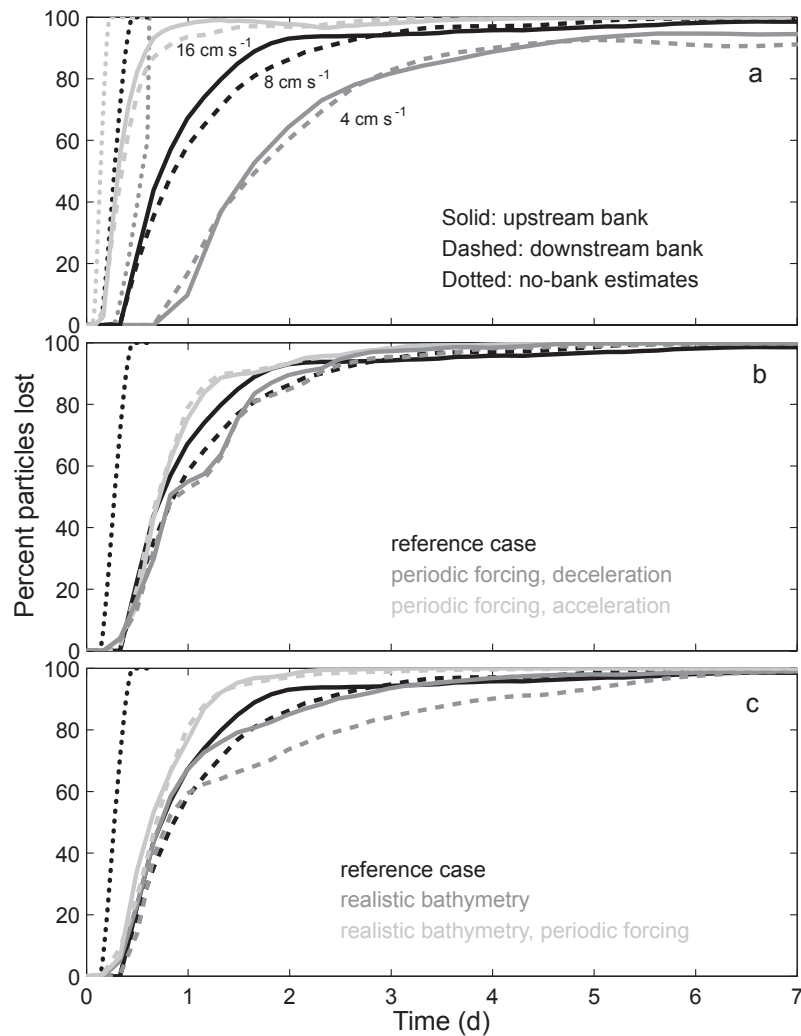 100
80
60
40
20
0
16 cm s⁻¹
8 cm s⁻¹
4 cm s⁻¹
a
Solid: upstream bank
Dashed: downstream bank
Dotted: no-bank estimates
Percent particles lost
100
80
60
40
20
0
b
reference case
periodic forcing, deceleration
periodic forcing, acceleration
100
80
60
40
20
0
c
reference case
realistic bathymetry
realistic bathymetry, periodic forcing
0 1 2 3 4 5 6 7
Time (d)